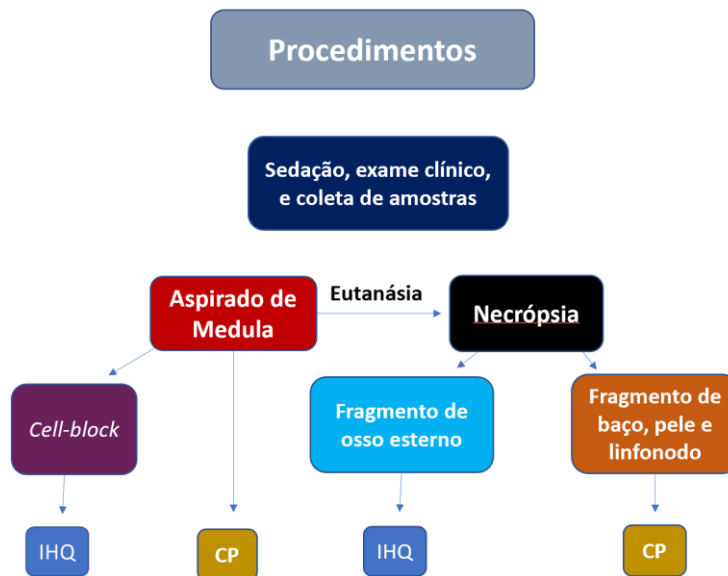 Procedimentos
Sedação, exame clínico,
e coleta de amostras
Aspirado de
Medula
Eutanásia
Necrópsia
Cell-block
Fragmento de
osso esterno
Fragmento de
baço, pele e
linfonodo
IHQ
CP
IHQ
CP